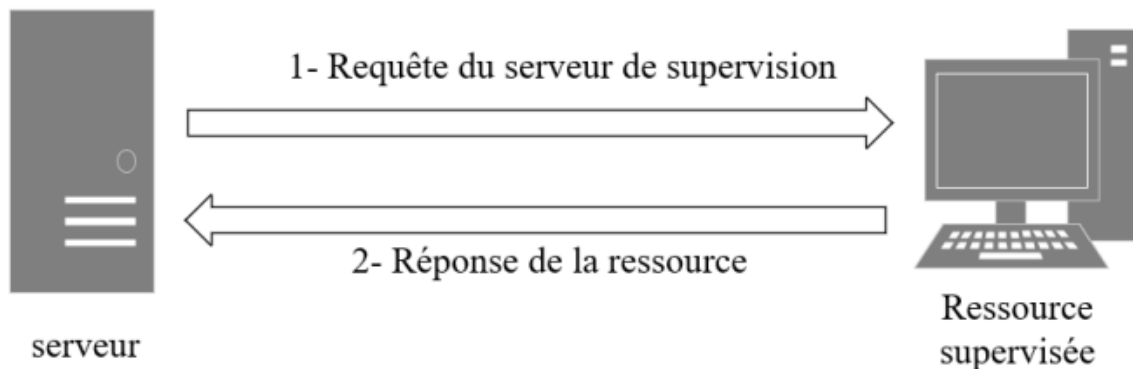 1- Requête du serveur de supervision
2- Réponse de la ressource
serveur
Ressource
supervisée